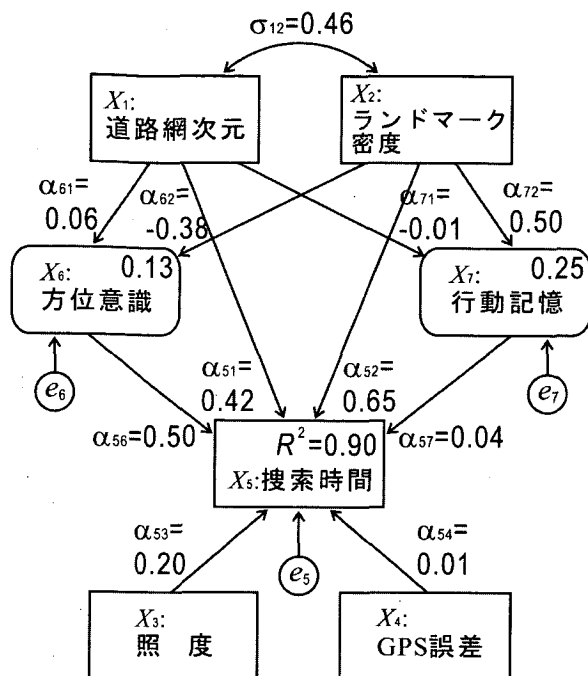 σ12=0.46
X1:
道路網次元
X2:
ランドマーク
密度
α61=
0.06
α62=
-0.38
α71=
-0.01
α72=
0.50
X6: 0.13
方位意識
X7: 0.25
行動記憶
e6
e7
α51=
0.42
α52=
0.65
α56=0.50
α57=0.04
R²=0.90
X5:捜索時間
α53=
0.20
e5
α54=
0.01
X3:
照 度
X4:
GPS誤差